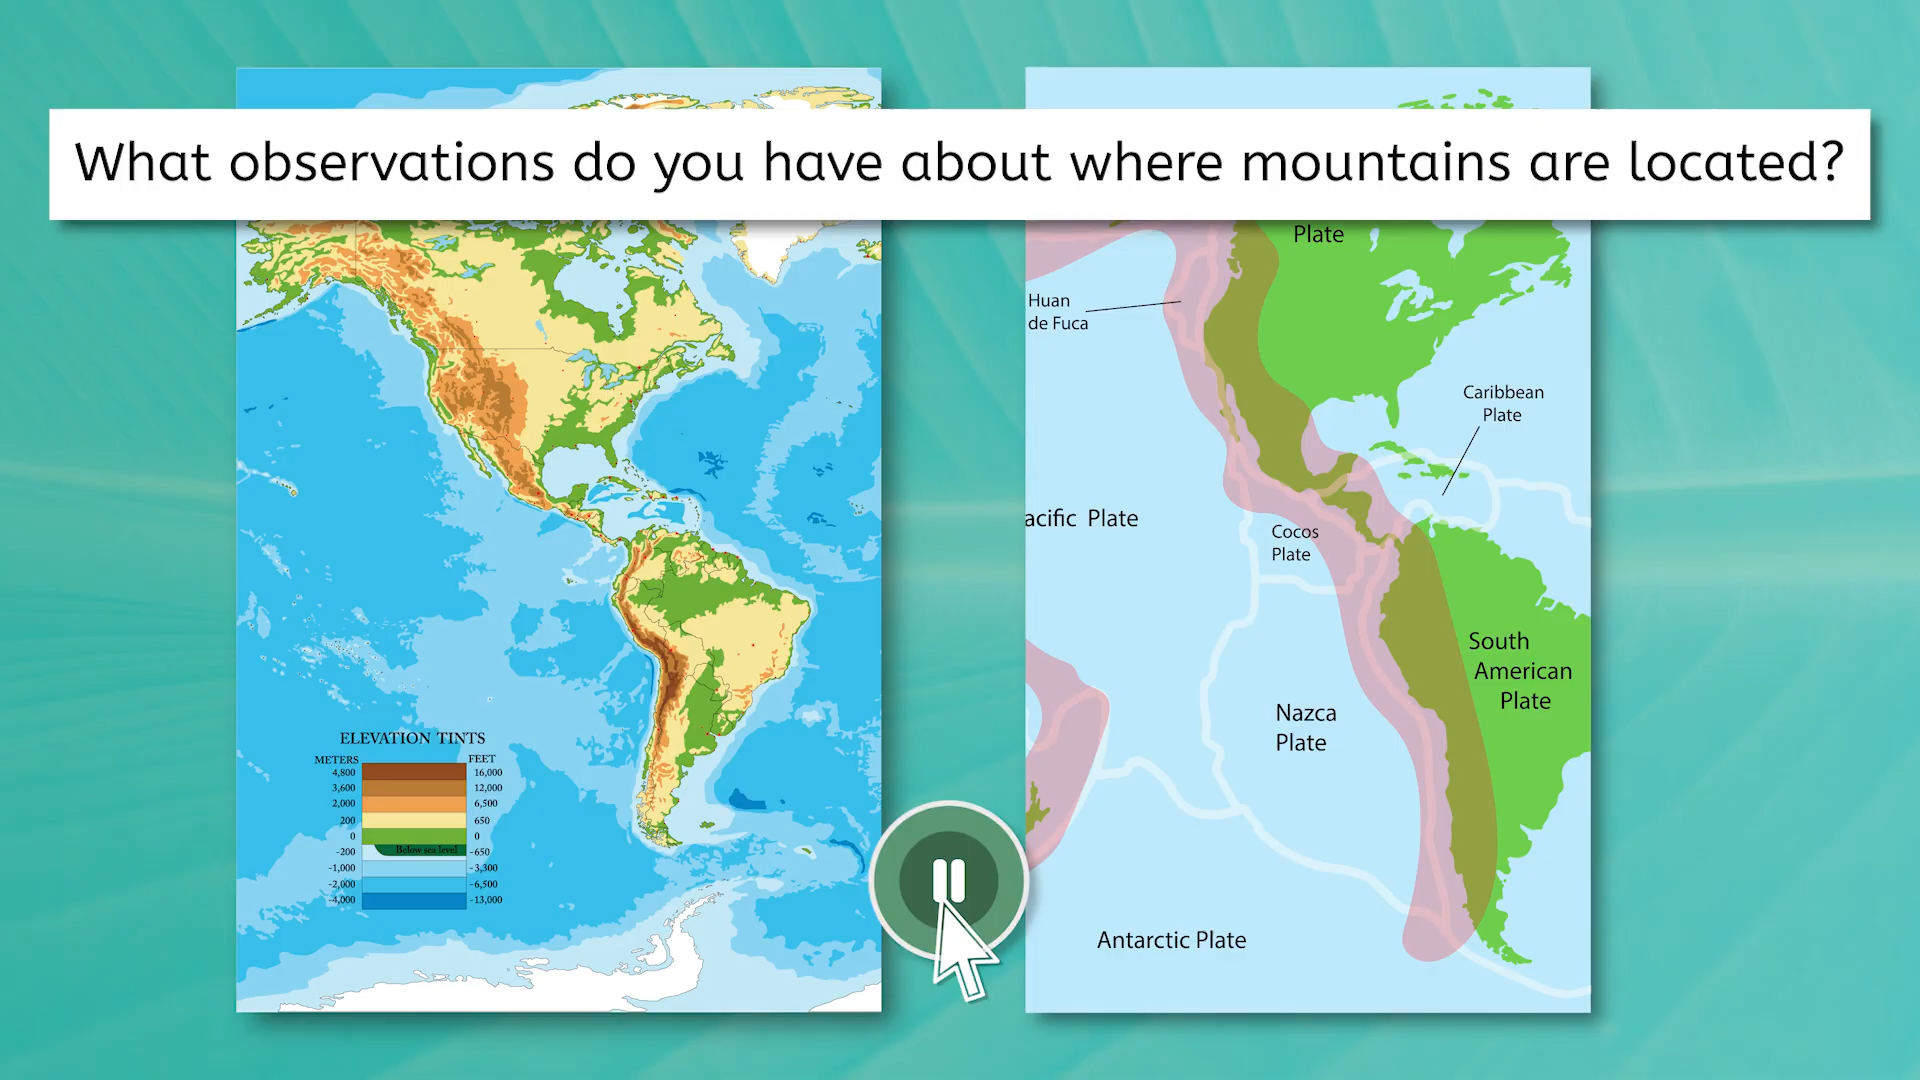 What observations do you have about where mountains are located?
ELEVATION TINTS
METERS FEET
4,800 16,000
3,600 12,000
2,000 6,500
200 650
0 0
Below sea level
-200 -650
-1,000 -3,300
-2,000 -6,500
-4,000 -13,000
Plate
Huan
de Fuca
Caribbean
Plate
acific Plate
Cocos
Plate
South
American
Plate
Nazca
Plate
Antarctic Plate